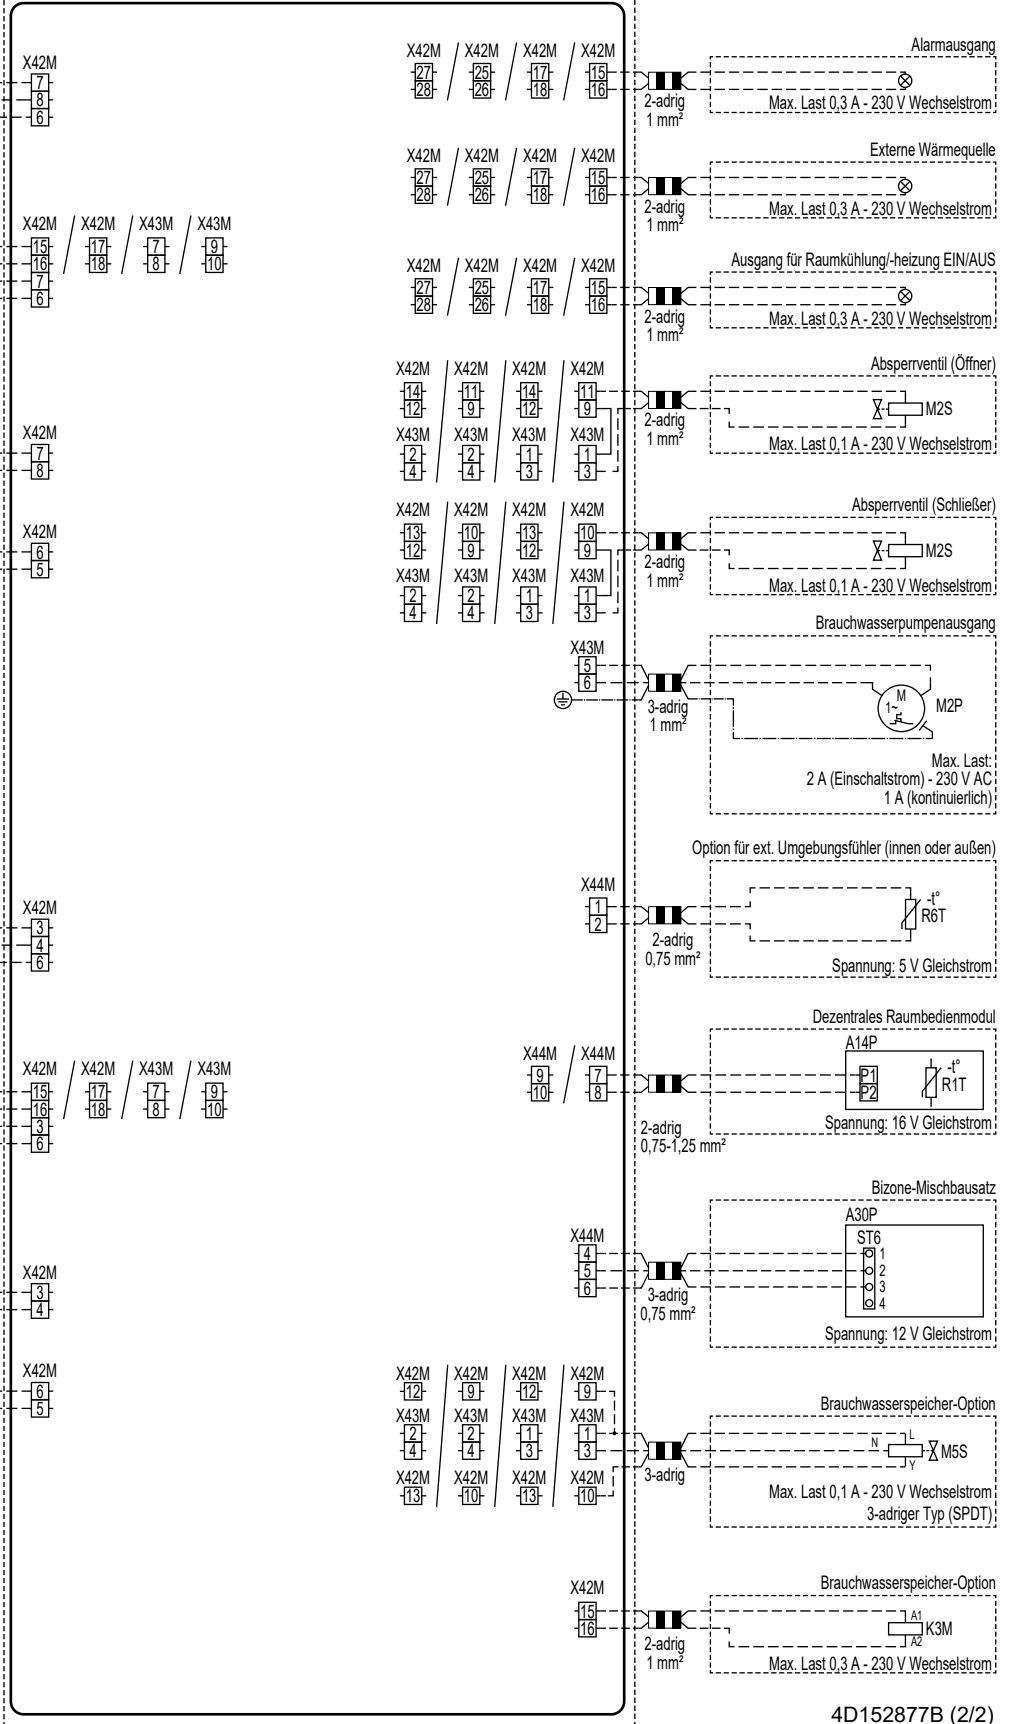 Alarmausgang
X42M / X42M / X42M / X42M
27 25 17 15
28 26 18 16
2-adrig
1 mm²
Max. Last 0,3 A - 230 V Wechselstrom
X42M
7
8
6
Externe Wärmequelle
X42M / X42M / X42M / X42M
27 25 17 15
28 26 18 16
2-adrig
1 mm²
Max. Last 0,3 A - 230 V Wechselstrom
X42M / X42M / X43M / X43M
15 17 7 9
16 18 8 10
7
6
Ausgang für Raumkühlung/-heizung EIN/AUS
X42M / X42M / X42M / X42M
27 25 17 15
28 26 18 16
2-adrig
1 mm²
Max. Last 0,3 A - 230 V Wechselstrom
Absperrventil (Öffner)
X42M X42M X42M X42M
14 11 14 11
12 9 12 9
X43M X43M X43M X43M
2 2 1 1
4 4 3 3
2-adrig
1 mm²
M2S
Max. Last 0,1 A - 230 V Wechselstrom
X42M
7
8
Absperrventil (Schließer)
X42M X42M X42M X42M
13 10 13 10
12 9 12 9
X43M X43M X43M X43M
2 2 1 1
4 4 3 3
2-adrig
1 mm²
M2S
Max. Last 0,1 A - 230 V Wechselstrom
X42M
6
5
Brauchwasserpumpenausgang
X43M
5
6
3-adrig
1 mm²
M
1~
M2P
Max. Last:
2 A (Einschaltstrom) - 230 V AC
1 A (kontinuierlich)
Option für ext. Umgebungsfühler (innen oder außen)
X44M
1
2
2-adrig
0,75 mm²
-t°
R6T
Spannung: 5 V Gleichstrom
X42M
3
4
6
Dezentrales Raumbedienmodul
A14P
X44M / X44M
9 7
10 8
P1
P2
-t°
R1T
2-adrig
0,75-1,25 mm²
Spannung: 16 V Gleichstrom
X42M / X42M / X43M / X43M
15 17 7 9
16 18 8 10
3
6
Bizone-Mischbausatz
A30P
ST6
1
2
3
4
X44M
4
5
6
3-adrig
0,75 mm²
Spannung: 12 V Gleichstrom
X42M
3
4
X42M
6
5
Brauchwasserspeicher-Option
X42M X42M X42M X42M
12 9 12 9
X43M X43M X43M X43M
2 2 1 1
4 4 3 3
X42M X42M X42M X42M
13 10 13 10
3-adrig
N
L
Y
M5S
Max. Last 0,1 A - 230 V Wechselstrom
3-adriger Typ (SPDT)
Brauchwasserspeicher-Option
X42M
15
16
2-adrig
1 mm²
A1
K3M
A2
Max. Last 0,3 A - 230 V Wechselstrom
4D152877B (2/2)